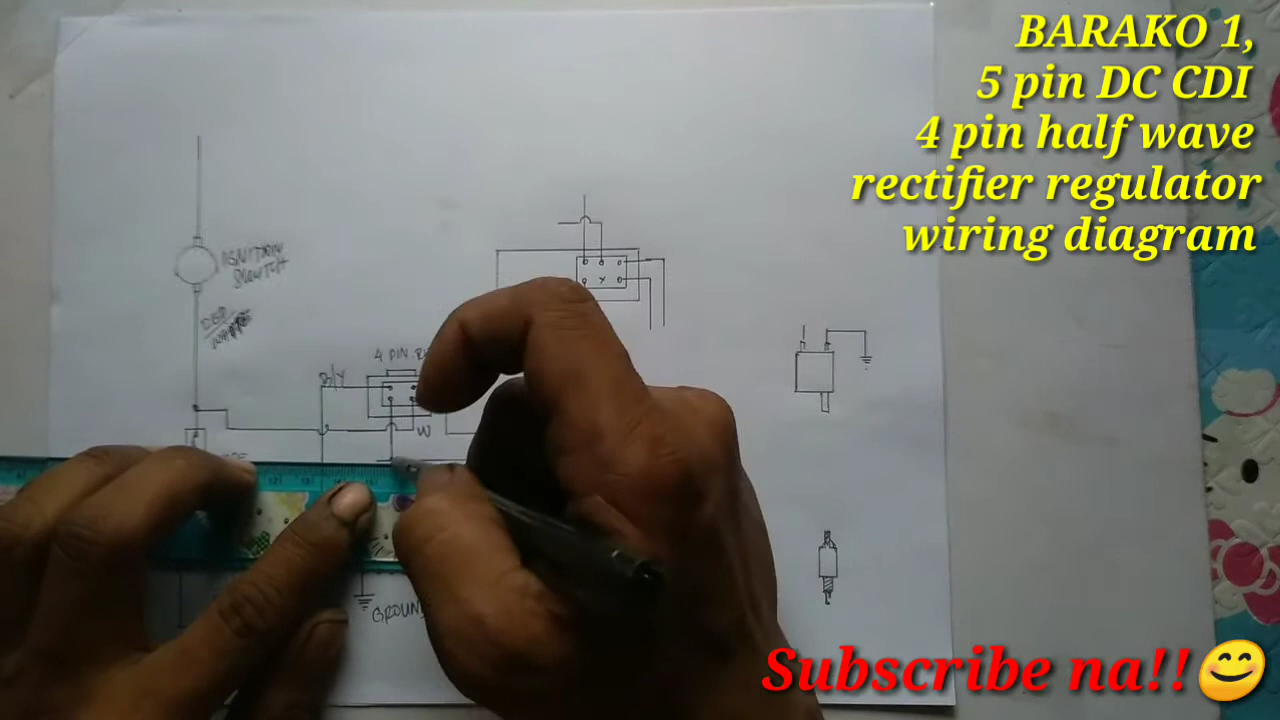 BARAKO 1,
5 pin DC CDI
4 pin half wave
rectifier regulator
wiring diagram
IGNITION
SWITCH
4 PIN
W
GROUND
Subscribe na!!😊